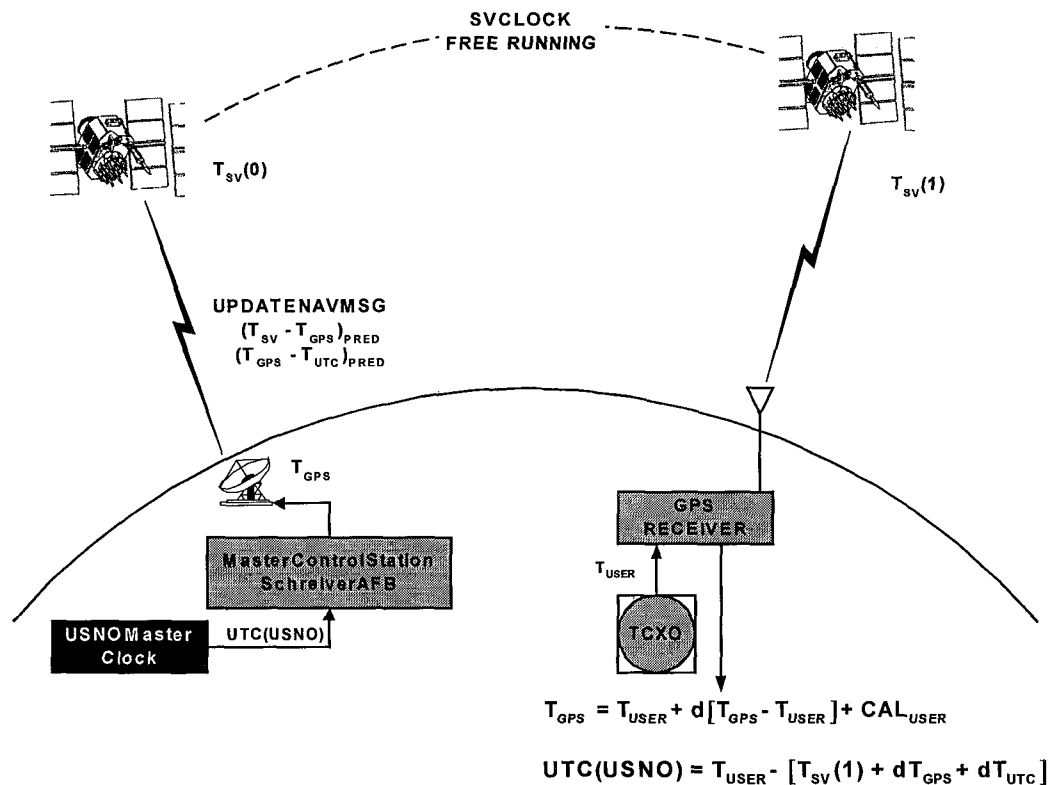 SVCLOCK
FREE RUNNING
T_SV(0)
T_SV(1)
UPDATENAVMSG
(T_SV - T_GPS)_PRED
(T_GPS - T_UTC)_PRED
T_GPS
MasterControlStation
SchreiverAFB
USNOMaster
Clock
UTC(USNO)
GPS
RECEIVER
T_USER
TCXO
T_GPS = T_USER + d[T_GPS - T_USER] + CAL_USER
UTC(USNO) = T_USER - [T_SV(1) + dT_GPS + dT_UTC]